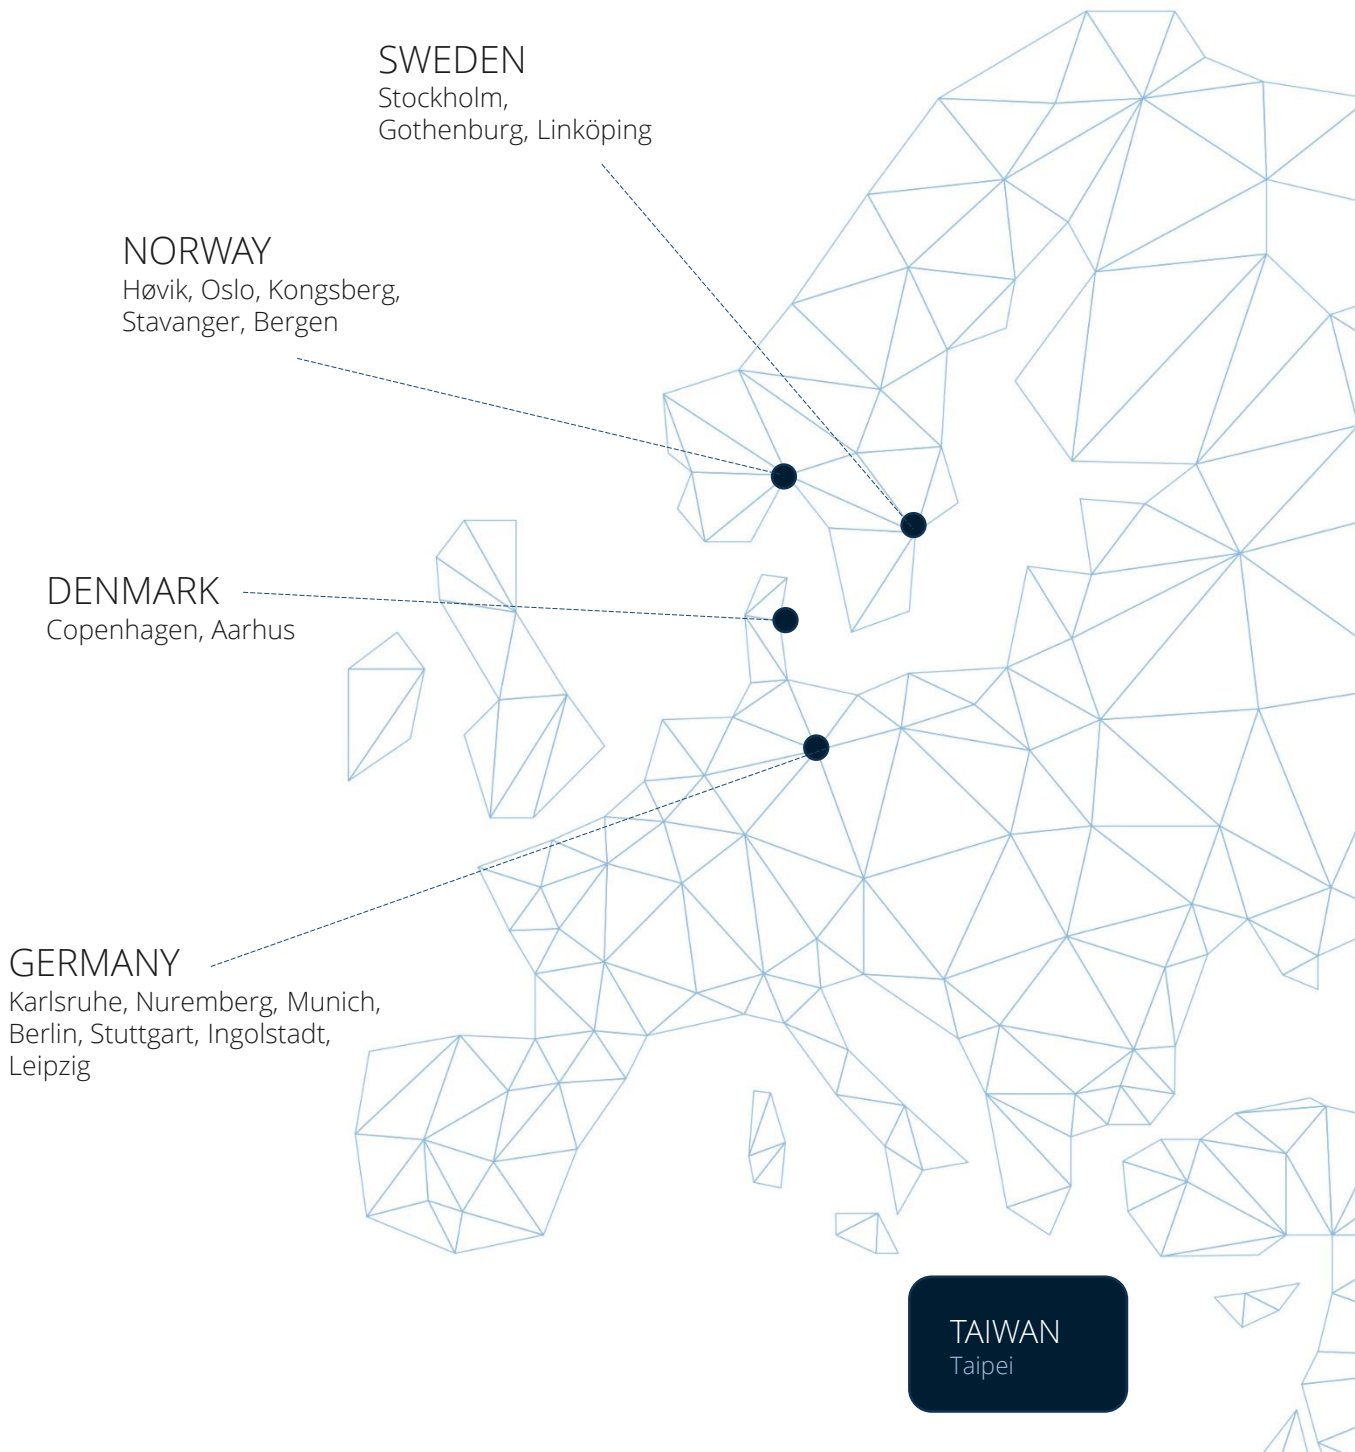 SWEDEN
Stockholm,
Gothenburg, Linköping
NORWAY
Høvik, Oslo, Kongsberg,
Stavanger, Bergen
DENMARK
Copenhagen, Aarhus
GERMANY
Karlsruhe, Nuremberg, Munich,
Berlin, Stuttgart, Ingolstadt,
Leipzig
TAIWAN
Taipei